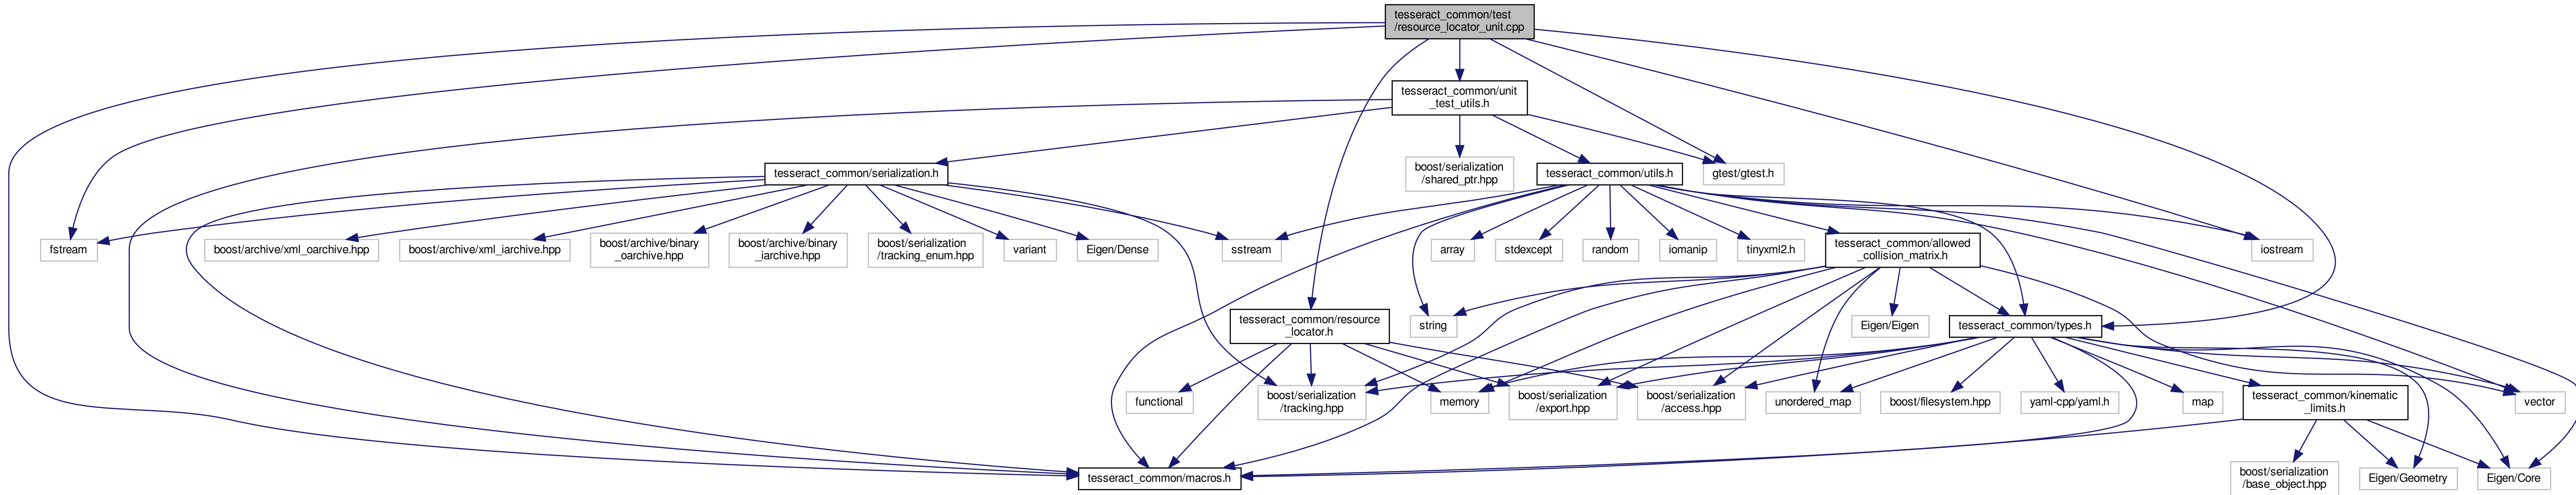 tesseract_common/test
/resource_locator_unit.cpp
tesseract_common/unit
_test_utils.h
tesseract_common/serialization.h
boost/serialization
/shared_ptr.hpp
tesseract_common/utils.h
gtest/gtest.h
fstream
boost/archive/xml_oarchive.hpp
boost/archive/xml_iarchive.hpp
boost/archive/binary
_oarchive.hpp
boost/archive/binary
_iarchive.hpp
boost/serialization
/tracking_enum.hpp
variant
Eigen/Dense
sstream
array
stdexcept
random
iomanip
tinyxml2.h
tesseract_common/allowed
_collision_matrix.h
iostream
tesseract_common/resource
_locator.h
string
Eigen/Eigen
tesseract_common/types.h
functional
boost/serialization
/tracking.hpp
memory
boost/serialization
/export.hpp
boost/serialization
/access.hpp
unordered_map
boost/filesystem.hpp
yaml-cpp/yaml.h
map
tesseract_common/kinematic
_limits.h
vector
tesseract_common/macros.h
boost/serialization
/base_object.hpp
Eigen/Geometry
Eigen/Core